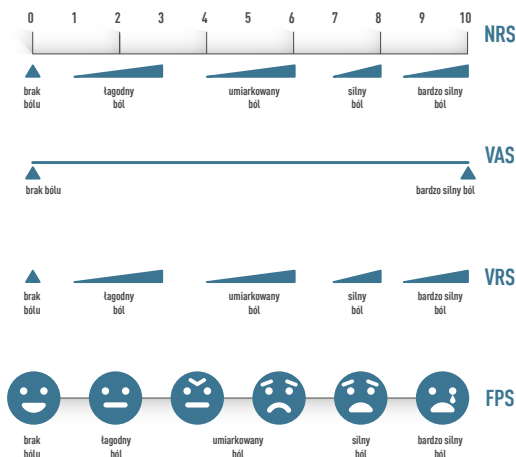 0 1 2 3 4 5 6 7 8 9 10
NRS
brak łagodny umiarkowany silny bardzo silny
bólu ból ból ból ból
VAS
brak bólu bardzo silny ból
VRS
brak łagodny umiarkowany silny bardzo silny
bólu ból ból ból ból
FPS
brak łagodny umiarkowany silny bardzo silny
bólu ból ból ból ból